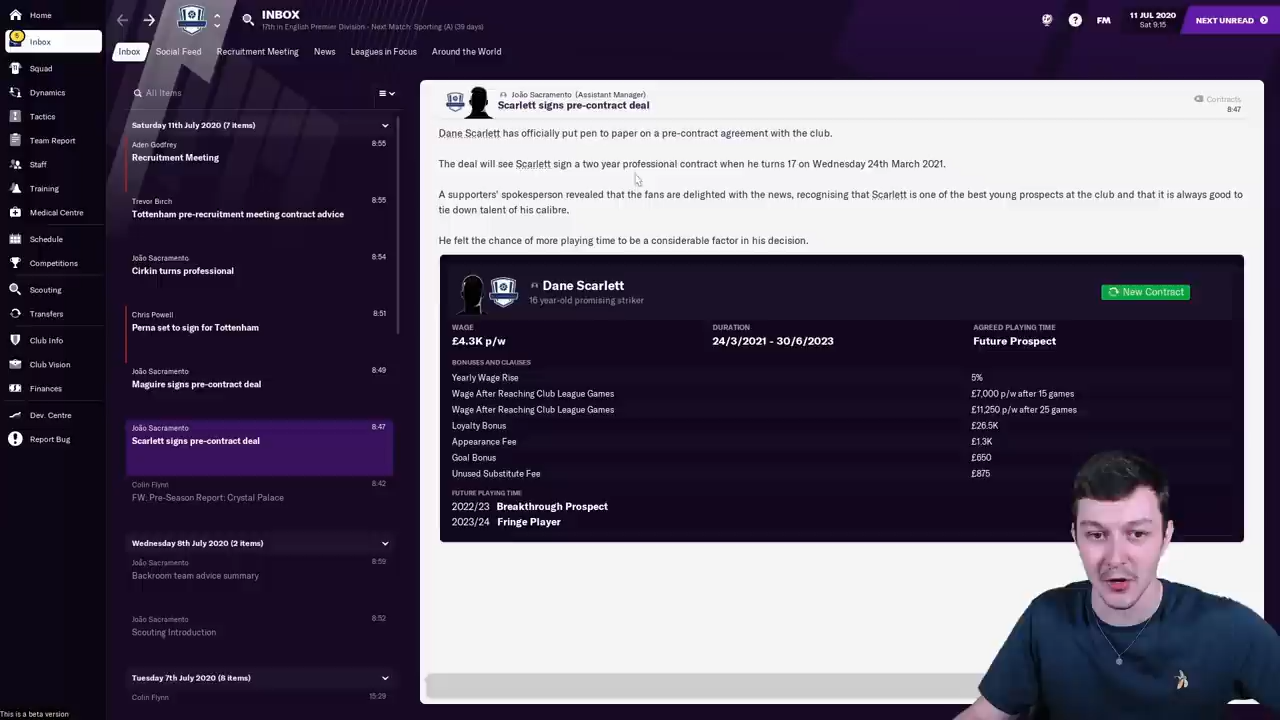 Home
Inbox
Squad
Dynamics
Tactics
Team Report
Staff
Training
Medical Centre
Schedule
Competitions
Scouting
Transfers
Club Info
Club Vision
Finances
Dev. Centre
Report Bug
This is a beta version
INBOX
17th in English Premier Division - Next Match: Sporting (A) (39 days)
FM
11 JUL 2020
Sat 9:15
NEXT UNREAD
Inbox
Social Feed
Recruitment Meeting
News
Leagues in Focus
Around the World
All Items
Saturday 11th July 2020 (7 items)
Aden Godfrey 8:55
Recruitment Meeting
Trevor Birch 8:55
Tottenham pre-recruitment meeting contract advice
João Sacramento 8:54
Cirkin turns professional
Chris Powell 8:51
Perna set to sign for Tottenham
João Sacramento 8:49
Maguire signs pre-contract deal
João Sacramento 8:47
Scarlett signs pre-contract deal
Colin Flynn 8:42
FW: Pre-Season Report: Crystal Palace
Wednesday 8th July 2020 (2 items)
João Sacramento 8:59
Backroom team advice summary
João Sacramento 8:52
Scouting Introduction
Tuesday 7th July 2020 (8 items)
Colin Flynn 15:29
João Sacramento (Assistant Manager)
Scarlett signs pre-contract deal
Contracts
8:47
Dane Scarlett has officially put pen to paper on a pre-contract agreement with the club.
The deal will see Scarlett sign a two year professional contract when he turns 17 on Wednesday 24th March 2021.
A supporters' spokesperson revealed that the fans are delighted with the news, recognising that Scarlett is one of the best young prospects at the club and that it is always good to
tie down talent of his calibre.
He felt the chance of more playing time to be a considerable factor in his decision.
Dane Scarlett
16 year-old promising striker
New Contract
WAGE
£4.3K p/w
DURATION
24/3/2021 - 30/6/2023
AGREED PLAYING TIME
Future Prospect
BONUSES AND CLAUSES
Yearly Wage Rise 5%
Wage After Reaching Club League Games £7,000 p/w after 15 games
Wage After Reaching Club League Games £11,250 p/w after 25 games
Loyalty Bonus £26.5K
Appearance Fee £1.3K
Goal Bonus £650
Unused Substitute Fee £875
FUTURE PLAYING TIME
2022/23 Breakthrough Prospect
2023/24 Fringe Player